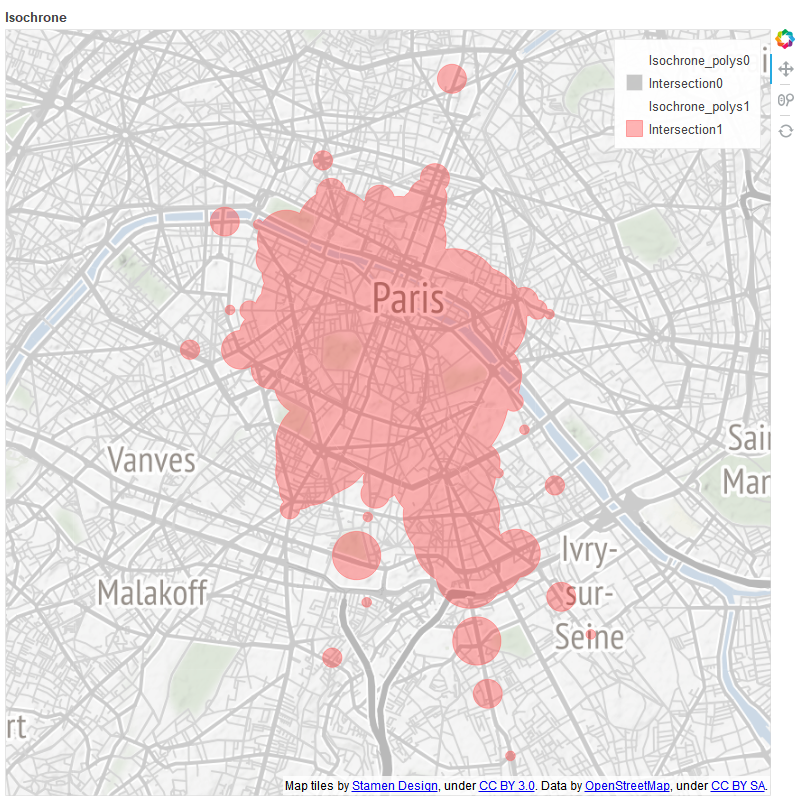 Isochrone
Isochrone_polys0
Intersection0
Isochrone_polys1
Intersection1
Paris
Vanves
Sai
Mar
Ivry-
sur-
Seine
Malakoff
rt
Map tiles by Stamen Design, under CC BY 3.0. Data by OpenStreetMap, under CC BY SA.